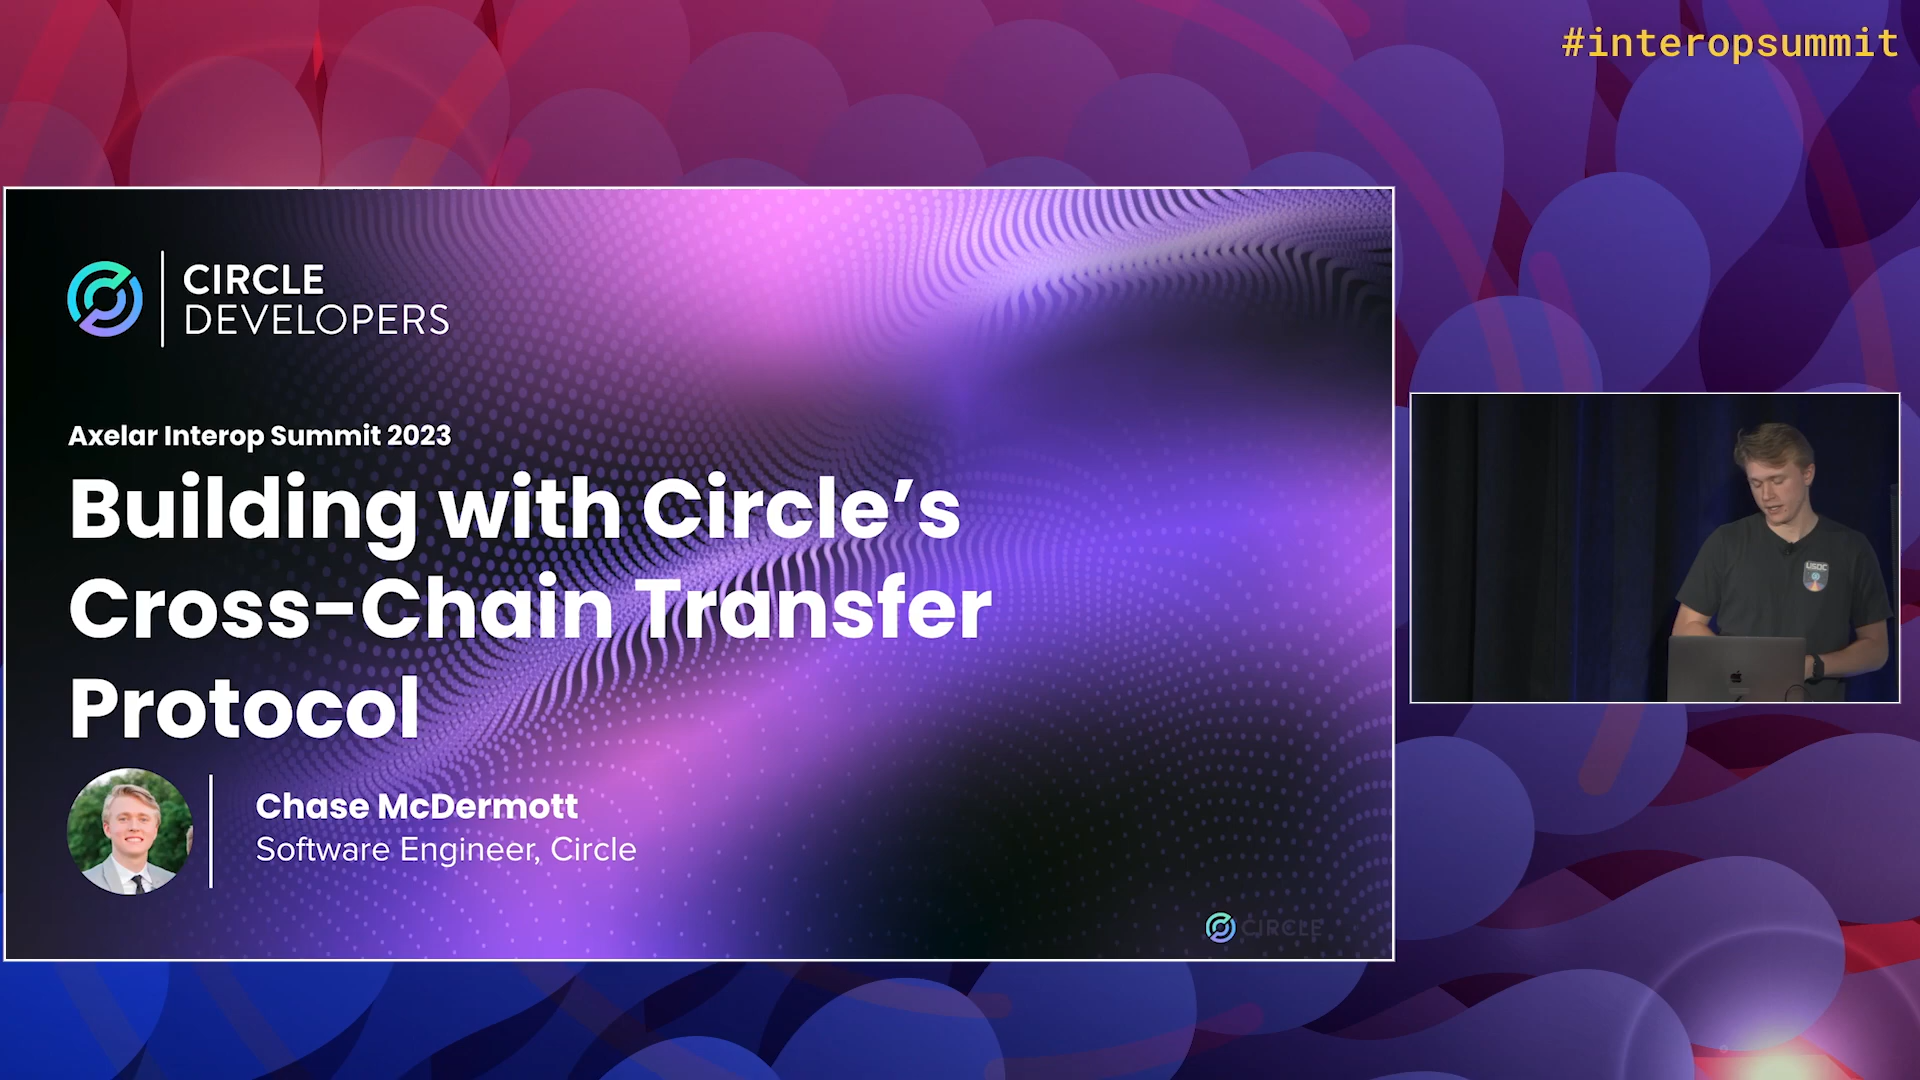 #interopsummit
CIRCLE
DEVELOPERS
Axelar Interop Summit 2023
Building with Circle’s
Cross-Chain Transfer
Protocol
Chase McDermott
Software Engineer, Circle
CIRCLE
USDC